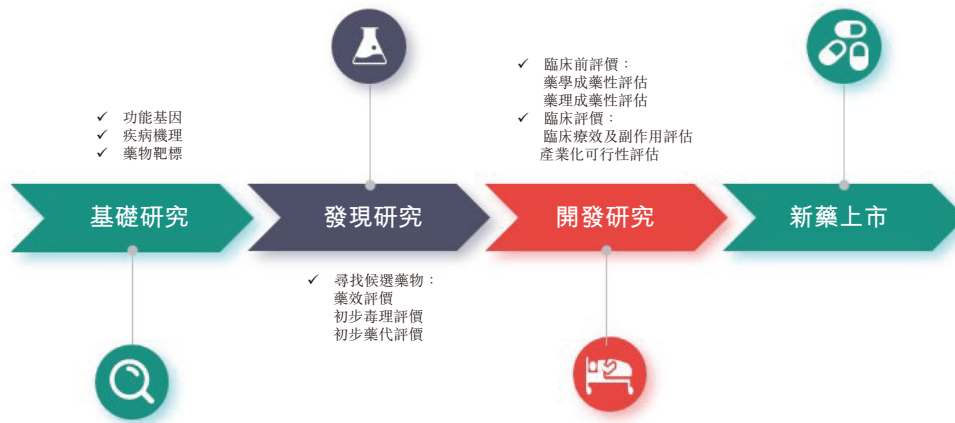 ✓ 功能基因
✓ 疾病機理
✓ 藥物靶標
✓ 臨床前評價：
藥學成藥性評估
藥理成藥性評估
✓ 臨床評價：
臨床療效及副作用評估
產業化可行性評估
基礎研究
發現研究
開發研究
新藥上市
✓ 尋找候選藥物：
藥效評價
初步毒理評價
初步藥代評價